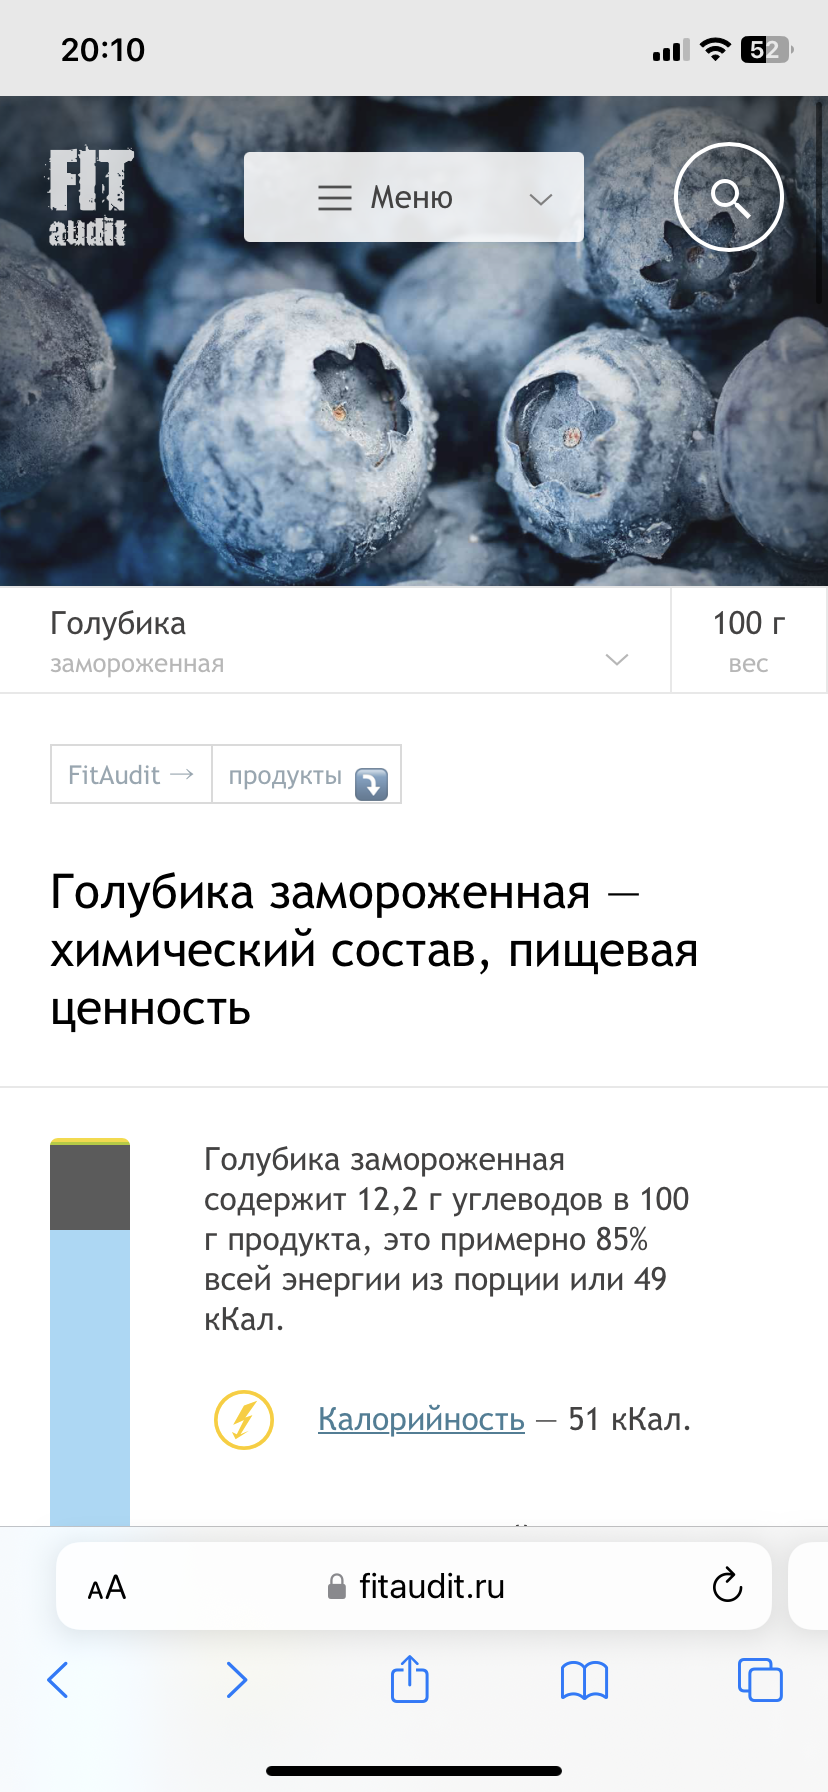 20:10
52
FIT
audit
Меню
Голубика
замороженная
100 г
вес
FitAudit →
продукты
Голубика замороженная —
химический состав, пищевая
ценность
Голубика замороженная
содержит 12,2 г углеводов в 100
г продукта, это примерно 85%
всей энергии из порции или 49
кКал.
Калорийность — 51 кКал.
AA
fitaudit.ru